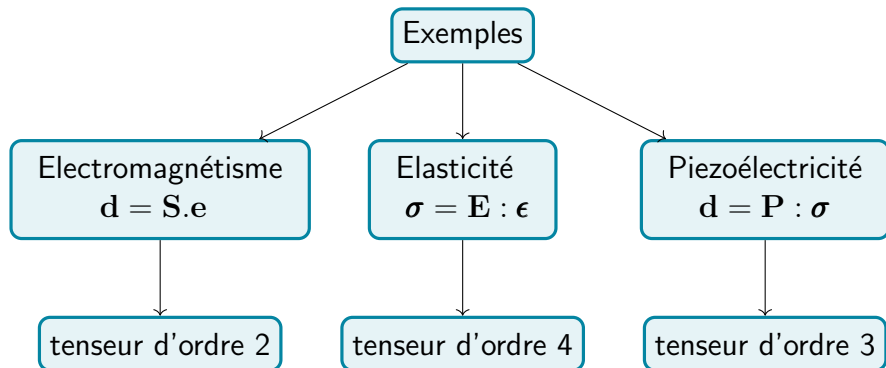 Exemples
Electromagnétisme
d = S.e
Elasticité
σ = E : ϵ
Piezoélectricité
d = P : σ
tenseur d'ordre 2
tenseur d'ordre 4
tenseur d'ordre 3